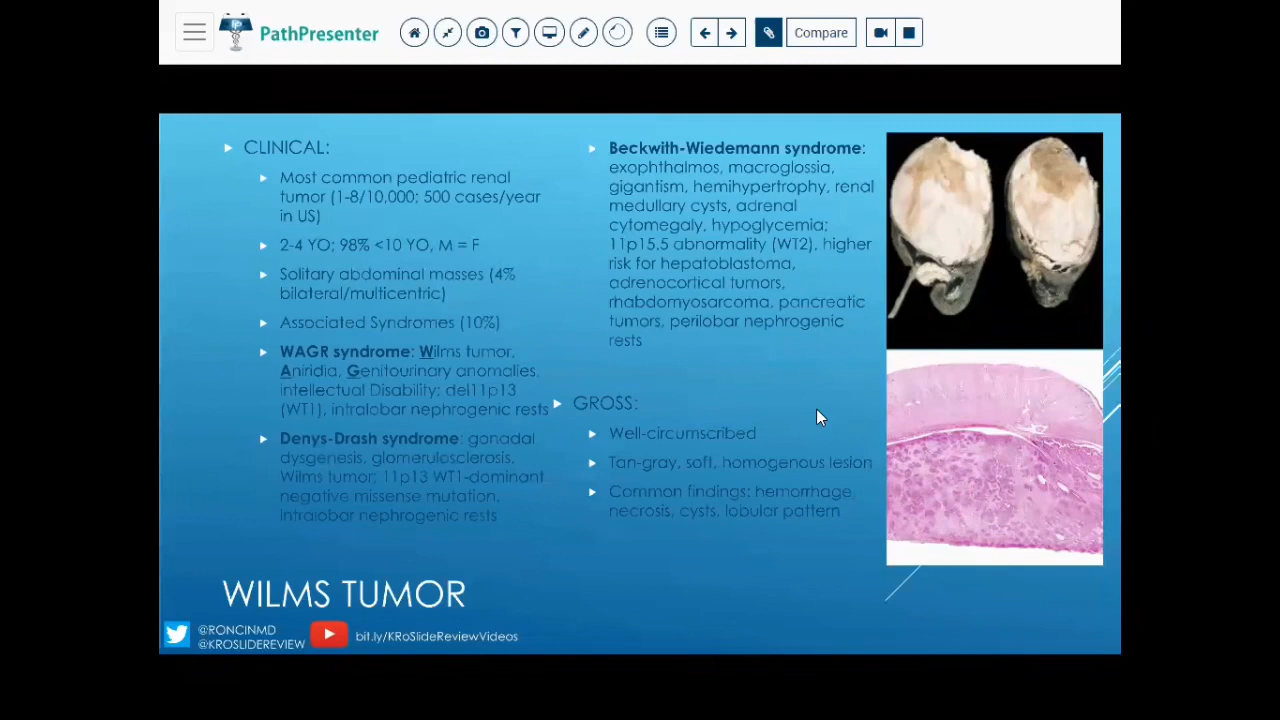 PathPresenter
Compare
CLINICAL:
Most common pediatric renal
tumor (1-8/10,000; 500 cases/year
in US)
2-4 YO; 98% <10 YO, M = F
Solitary abdominal masses (4%
bilateral/multicentric)
Associated Syndromes (10%)
WAGR syndrome: Wilms tumor,
Aniridia, Genitourinary anomalies,
intellectual Disability; del11p13
(WT1), intralobar nephrogenic rests
Denys-Drash syndrome: gonadal
dysgenesis, glomerulosclerosis,
Wilms tumor; 11p13 WT1-dominant
negative missense mutation,
intralobar nephrogenic rests
Beckwith-Wiedemann syndrome:
exophthalmos, macroglossia,
gigantism, hemihypertrophy, renal
medullary cysts, adrenal
cytomegaly, hypoglycemia;
11p15.5 abnormality (WT2), higher
risk for hepatoblastoma,
adrenocortical tumors,
rhabdomyosarcoma, pancreatic
tumors, perilobar nephrogenic
rests
GROSS:
Well-circumscribed
Tan-gray, soft, homogenous lesion
Common findings: hemorrhage,
necrosis, cysts, lobular pattern
WILMS TUMOR
@RONCINMD
@KROSLIDEREVIEW
bit.ly/KRoSlideReviewVideos